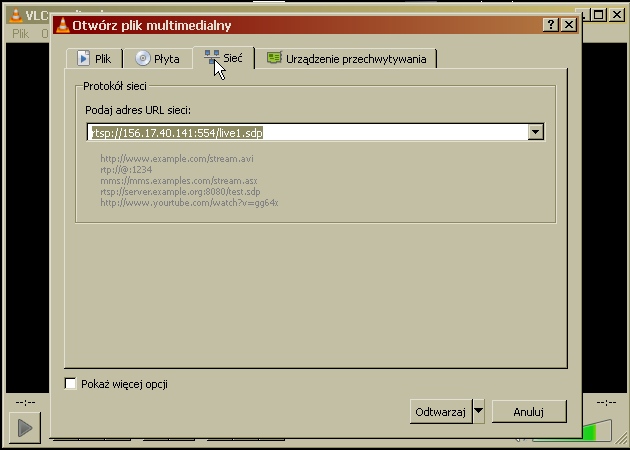 VLC
Otwórz plik multimedialny
Plik
Plik
Płyta
Sieć
Urządzenie przechwytywania
Protokół sieci
Podaj adres URL sieci:
rtsp://156.17.40.141:554/live1.sdp
http://www.example.com/stream.avi
rtp://@:1234
mms://mms.examples.com/stream.asx
rtsp://server.example.org:8080/test.sdp
http://www.yourtube.com/watch?v=gg64x
Pokaż więcej opcji
--:--
--:--
Odtwarzaj
Anuluj